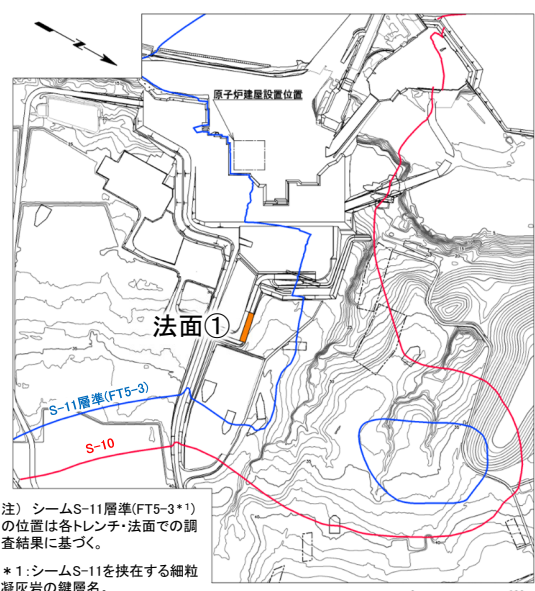 N
原子炉建屋設置位置
法面①
S-11層準(FT5-3)
S-10
注) シームS-11層準(FT5-3*1)
の位置は各トレンチ・法面での調
査結果に基づく。
*1:シームS-11を挟在する細粒
凝灰岩の鍵層名。